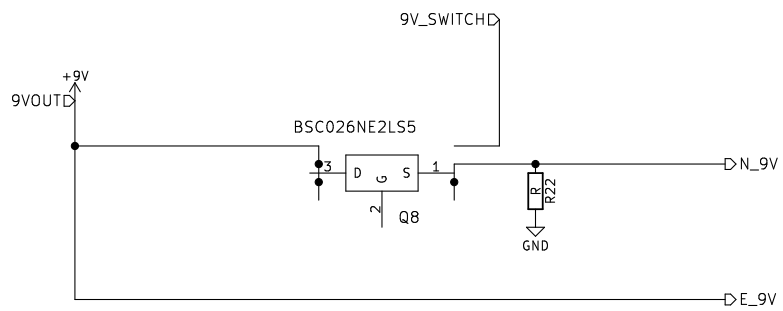 9V_SWITCH
+9V
9VOUT
BSC026NE2LS5
3
D
G
S
1
2
Q8
N_9V
R
R22
GND
E_9V